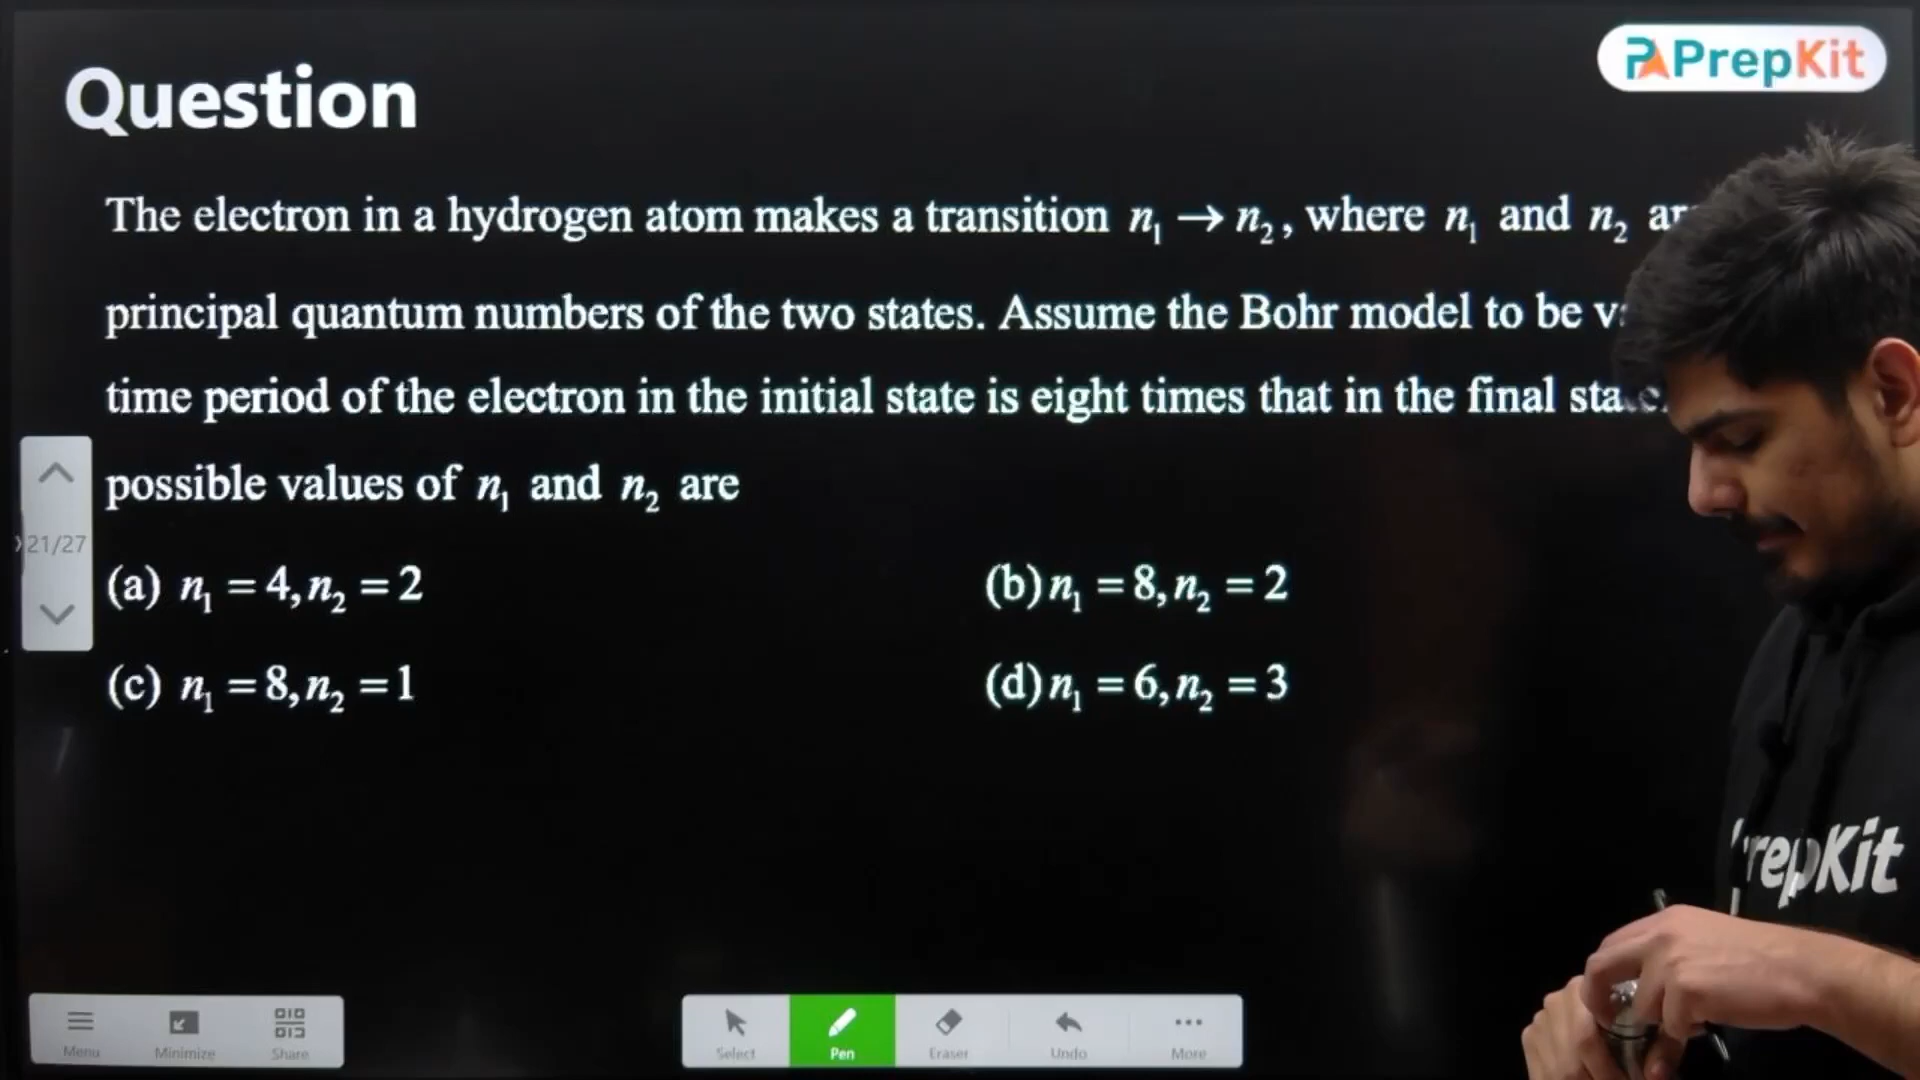 Question
PrepKit
The electron in a hydrogen atom makes a transition n₁ → n₂, where n₁ and n₂
principal quantum numbers of the two states. Assume the Bohr model to be
time period of the electron in the initial state is eight times that in the final
possible values of n₁ and n₂ are
(a) n₁ = 4, n₂ = 2
(b) n₁ = 8, n₂ = 2
(c) n₁ = 8, n₂ = 1
(d) n₁ = 6, n₂ = 3
21/27
PrepKit
Menu
Minimize
Share
Select
Pen
Eraser
Undo
More